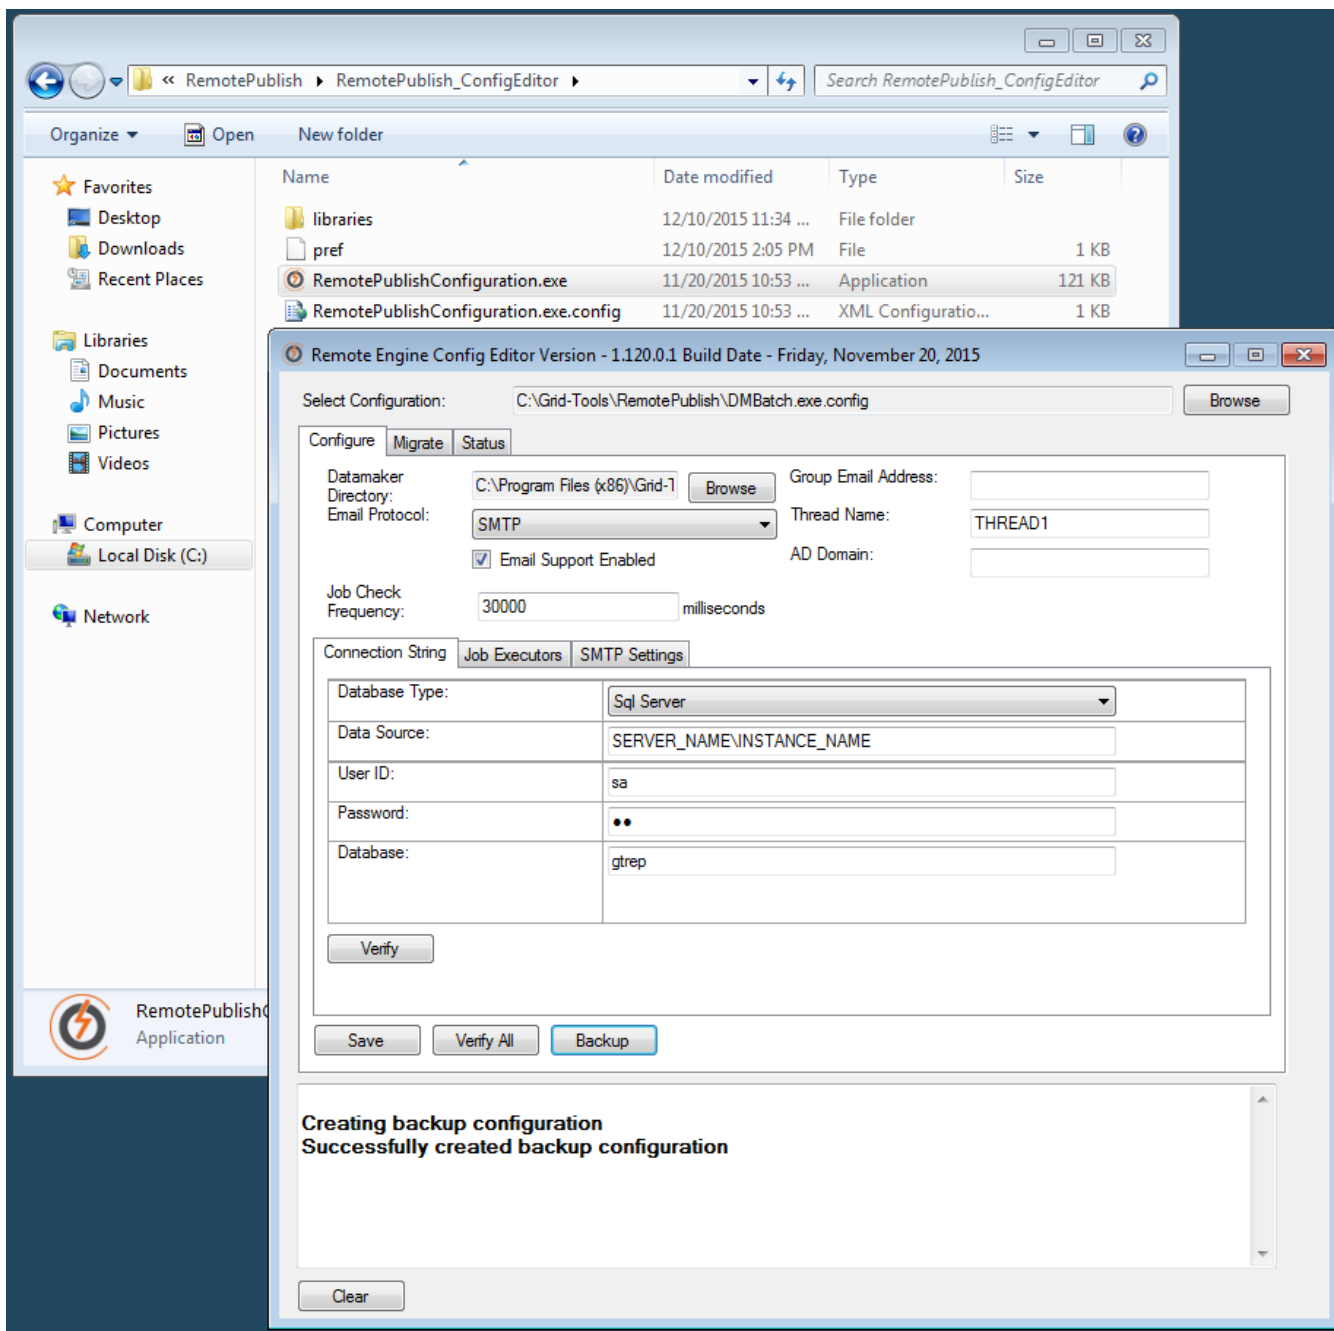 « RemotePublish RemotePublish_ConfigEditor Search RemotePublish_ConfigEditor
Organize Open New folder
Name Date modified Type Size
Favorites
Desktop
Downloads
Recent Places
Libraries
Documents
Music
Pictures
Videos
Computer
Local Disk (C:)
Network
libraries 12/10/2015 11:34 ... File folder
pref 12/10/2015 2:05 PM File 1 KB
RemotePublishConfiguration.exe 11/20/2015 10:53 ... Application 121 KB
RemotePublishConfiguration.exe.config 11/20/2015 10:53 ... XML Configuratio... 1 KB
RemotePublish
Application
Remote Engine Config Editor Version - 1.120.0.1 Build Date - Friday, November 20, 2015
Select Configuration: C:\Grid-Tools\RemotePublish\DMBatch.exe.config Browse
Configure Migrate Status
Datamaker Directory: C:\Program Files (x86)\Grid-T Browse Group Email Address:
Email Protocol: SMTP Thread Name: THREAD1
Email Support Enabled AD Domain:
Job Check
Frequency: 30000 milliseconds
Connection String Job Executors SMTP Settings
Database Type: Sql Server
Data Source: SERVER_NAME\INSTANCE_NAME
User ID: sa
Password: ●●
Database: gtrep
Verify
Save Verify All Backup
Creating backup configuration
Successfully created backup configuration
Clear